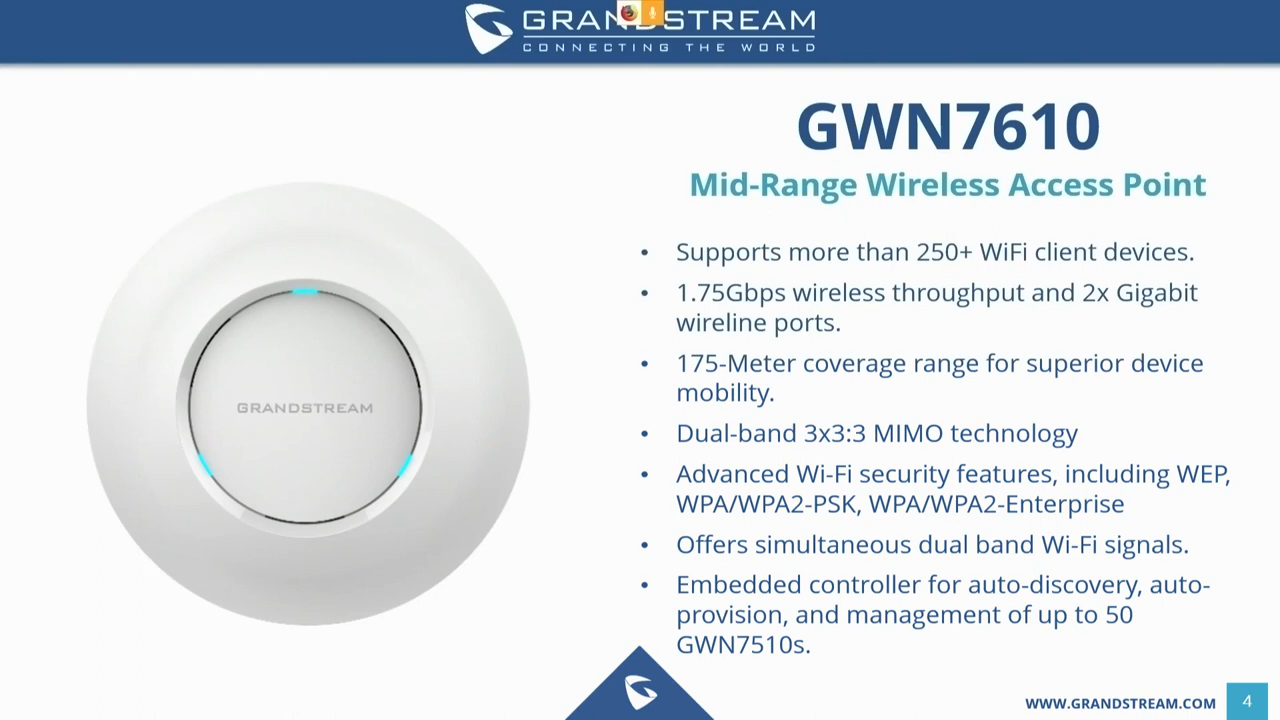 GRANDSTREAM
CONNECTING THE WORLD
GWN7610
Mid-Range Wireless Access Point
GRANDSTREAM
• Supports more than 250+ WiFi client devices.
• 1.75Gbps wireless throughput and 2x Gigabit
wireline ports.
• 175-Meter coverage range for superior device
mobility.
• Dual-band 3x3:3 MIMO technology
• Advanced Wi-Fi security features, including WEP,
WPA/WPA2-PSK, WPA/WPA2-Enterprise
• Offers simultaneous dual band Wi-Fi signals.
• Embedded controller for auto-discovery, auto-
provision, and management of up to 50
GWN7510s.
WWW.GRANDSTREAM.COM
4